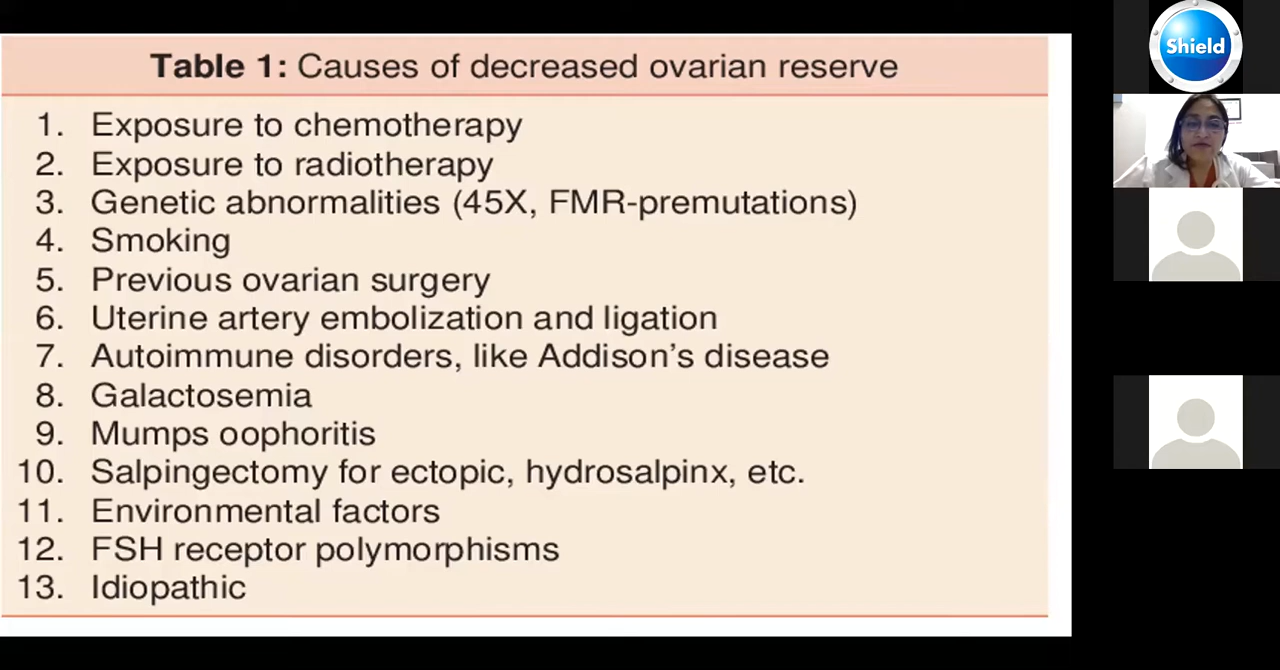 Table 1: Causes of decreased ovarian reserve
1. Exposure to chemotherapy
2. Exposure to radiotherapy
3. Genetic abnormalities (45X, FMR-premutations)
4. Smoking
5. Previous ovarian surgery
6. Uterine artery embolization and ligation
7. Autoimmune disorders, like Addison's disease
8. Galactosemia
9. Mumps oophoritis
10. Salpingectomy for ectopic, hydrosalpinx, etc.
11. Environmental factors
12. FSH receptor polymorphisms
13. Idiopathic
Shield